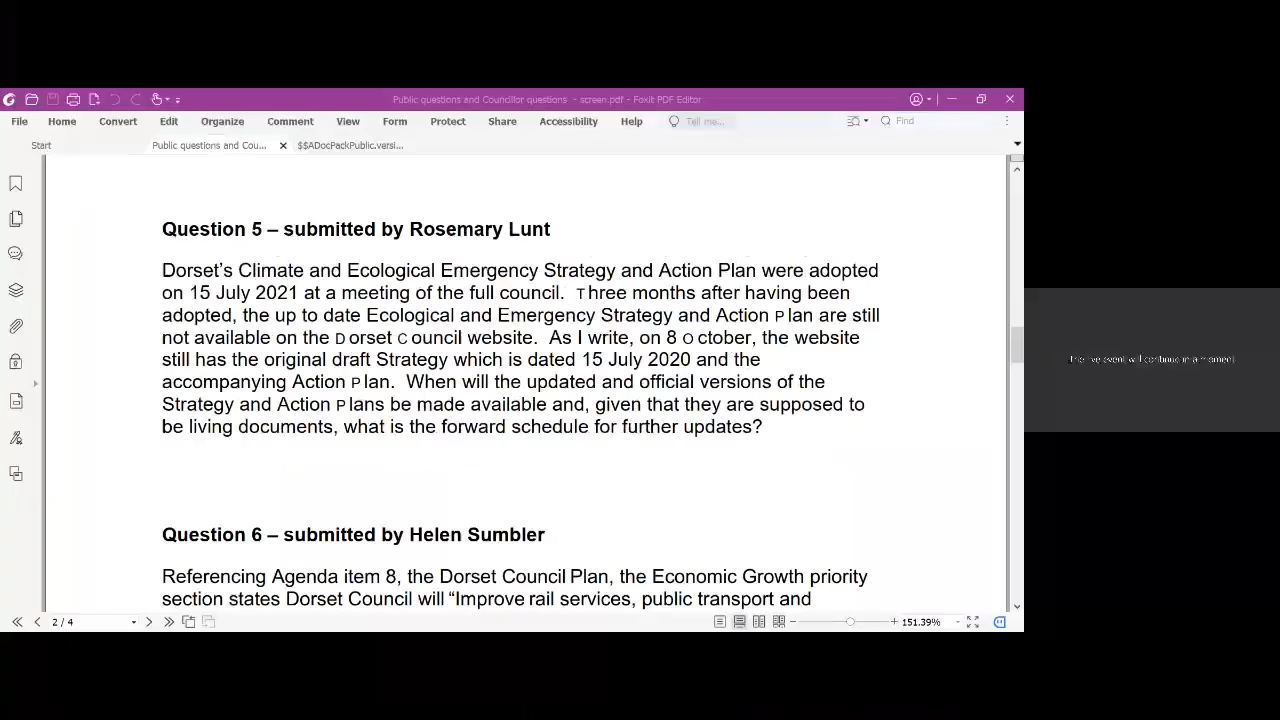 Public questions and Councillor questions - screen.pdf - Foxit PDF Editor
File Home Convert Edit Organize Comment View Form Protect Share Accessibility Help Tell me... Find
Start Public questions and Cou... $$ADocPackPublic.versi...
Question 5 – submitted by Rosemary Lunt
Dorset's Climate and Ecological Emergency Strategy and Action Plan were adopted
on 15 July 2021 at a meeting of the full council. Three months after having been
adopted, the up to date Ecological and Emergency Strategy and Action Plan are still
not available on the Dorset Council website. As I write, on 8 October, the website
still has the original draft Strategy which is dated 15 July 2020 and the
accompanying Action Plan. When will the updated and official versions of the
Strategy and Action Plans be made available and, given that they are supposed to
be living documents, what is the forward schedule for further updates?
the live event will continue in a moment
Question 6 – submitted by Helen Sumbler
Referencing Agenda item 8, the Dorset Council Plan, the Economic Growth priority
section states Dorset Council will “Improve rail services, public transport and
2 / 4 151.39%